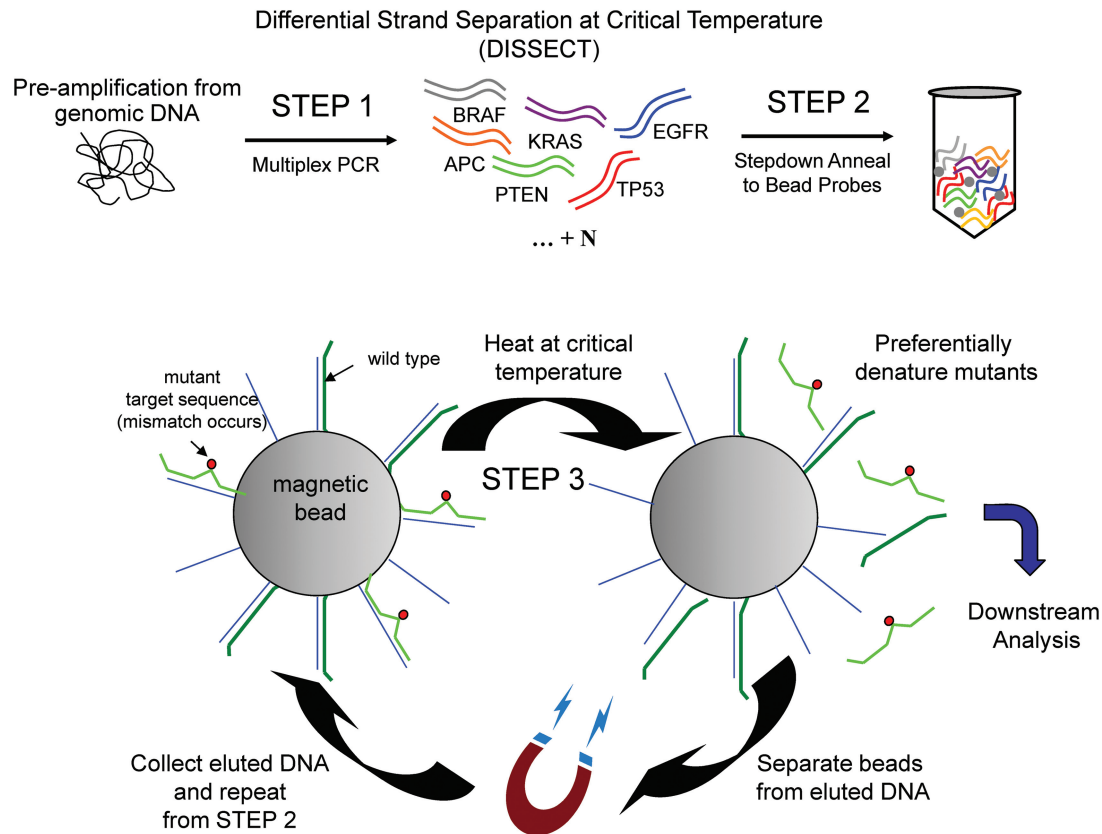 Differential Strand Separation at Critical Temperature
(DISSECT)
Pre-amplification from
genomic DNA
STEP 1
Multiplex PCR
BRAF
KRAS
EGFR
APC
PTEN
TP53
... + N
STEP 2
Stepdown Anneal
to Bead Probes
mutant
target sequence
(mismatch occurs)
wild type
magnetic
bead
Heat at critical
temperature
STEP 3
Preferentially
denature mutants
Downstream
Analysis
Separate beads
from eluted DNA
Collect eluted DNA
and repeat
from STEP 2